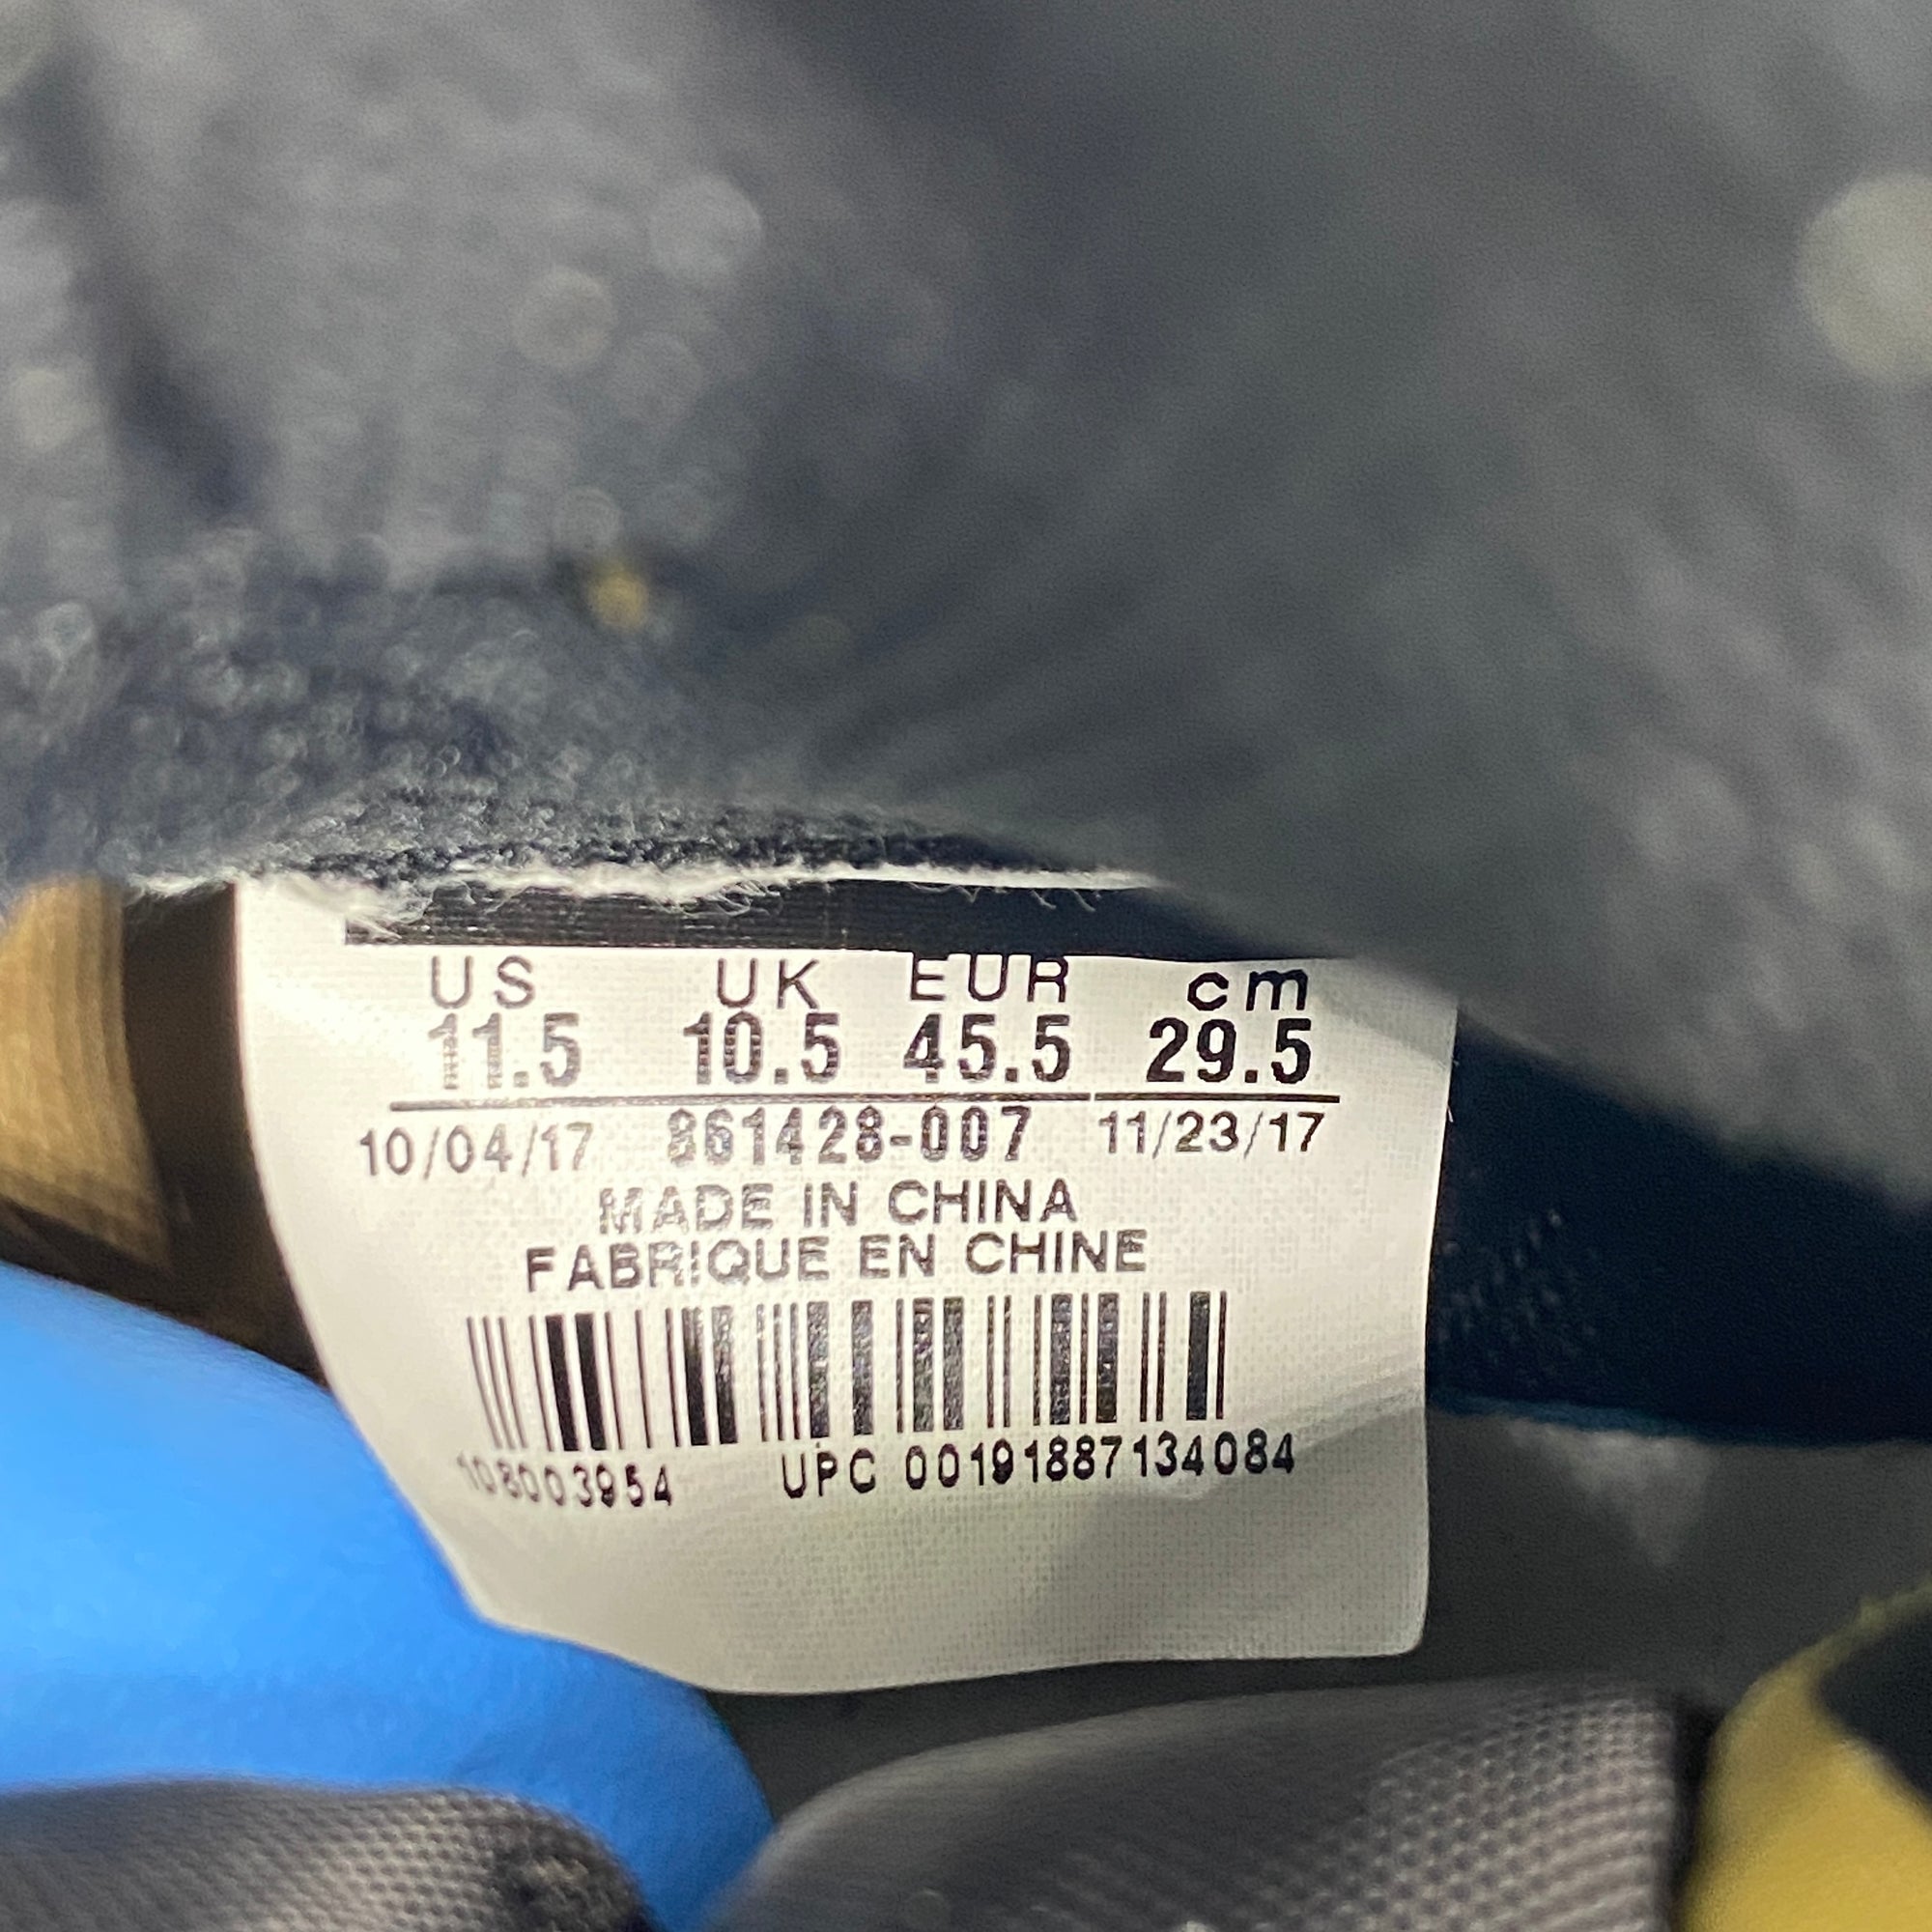 US UK EUR cm
11.5 10.5 45.5 29.5
10/04/17 861428-007 11/23/17
MADE IN CHINA
FABRIQUE EN CHINE
108003954 UPC 00191887134084